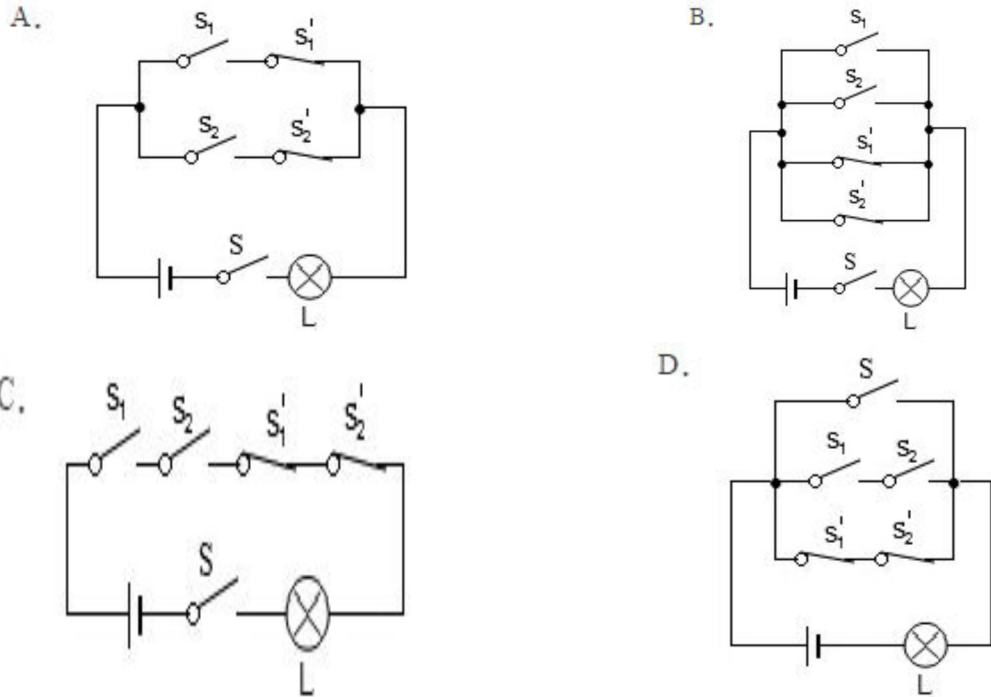 A.
S1 S1'
S2 S2'
S
L
B.
S1
S2
S1'
S2'
S
L
C.
S1 S2 S1' S2'
S
L
D.
S
S1 S2
S1' S2'
L